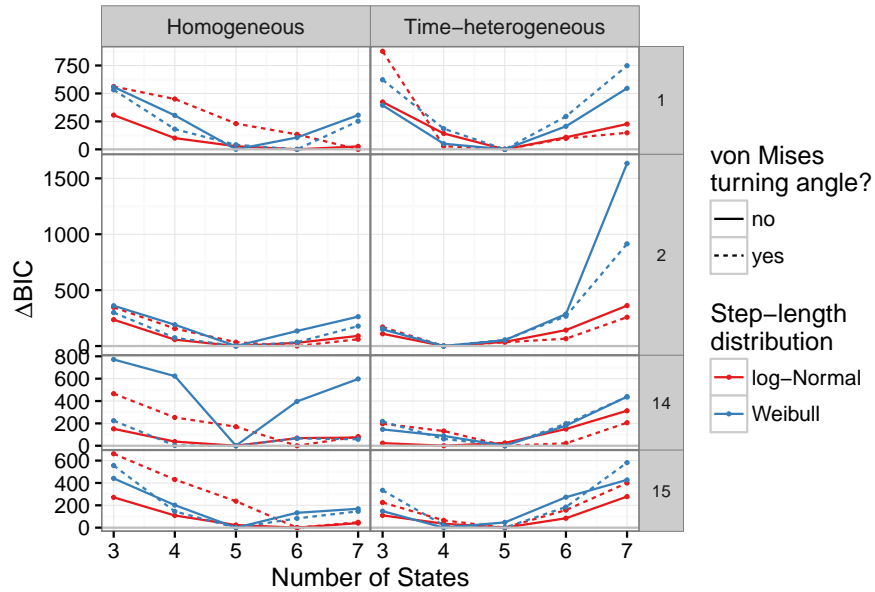 Homogeneous
Time−heterogeneous
750
500
250
0
1
1500
1000
500
0
2
800
600
400
200
0
14
600
400
200
0
15
3 4 5 6 7
3 4 5 6 7
Number of States
ΔBIC
von Mises
turning angle?
no
yes
Step−length
distribution
log−Normal
Weibull